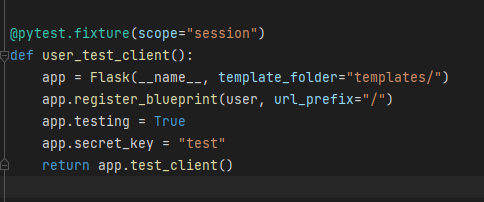 @pytest.fixture(scope="session")
def user_test_client():
    app = Flask(__name__, template_folder="templates/")
    app.register_blueprint(user, url_prefix="/")
    app.testing = True
    app.secret_key = "test"
    return app.test_client()